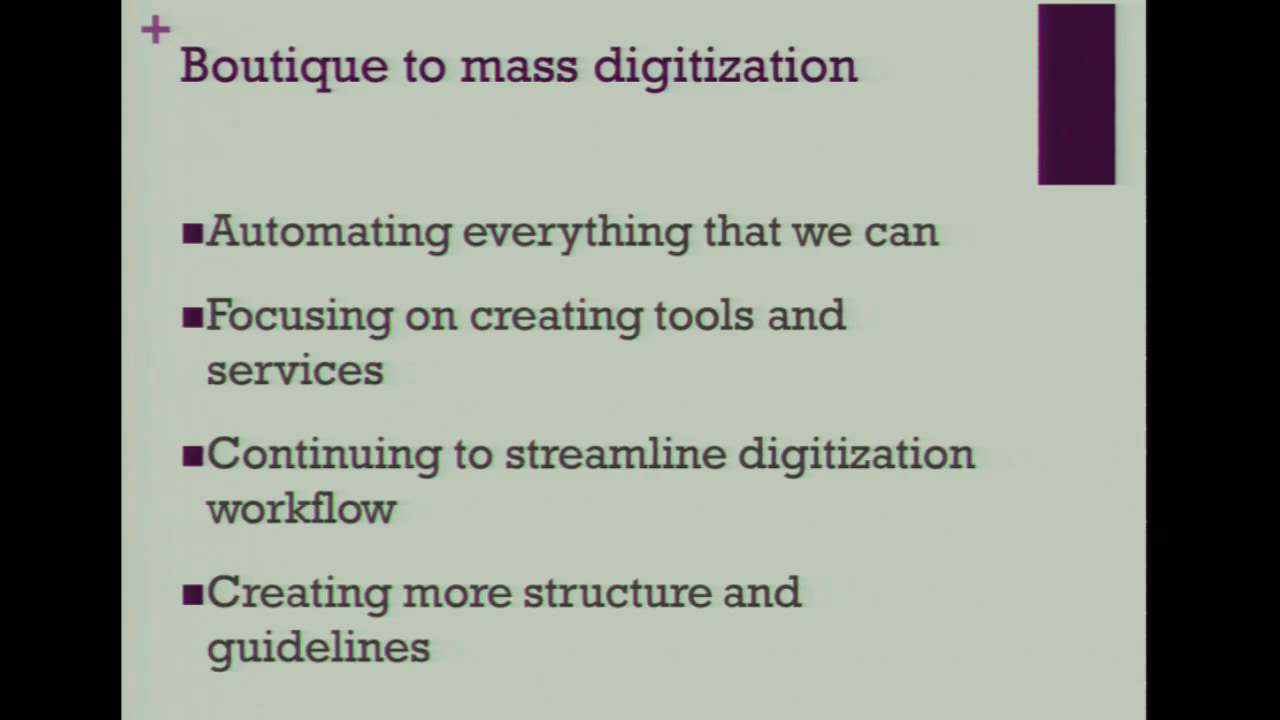 +
Boutique to mass digitization
■Automating everything that we can
■Focusing on creating tools and
services
■Continuing to streamline digitization
workflow
■Creating more structure and
guidelines